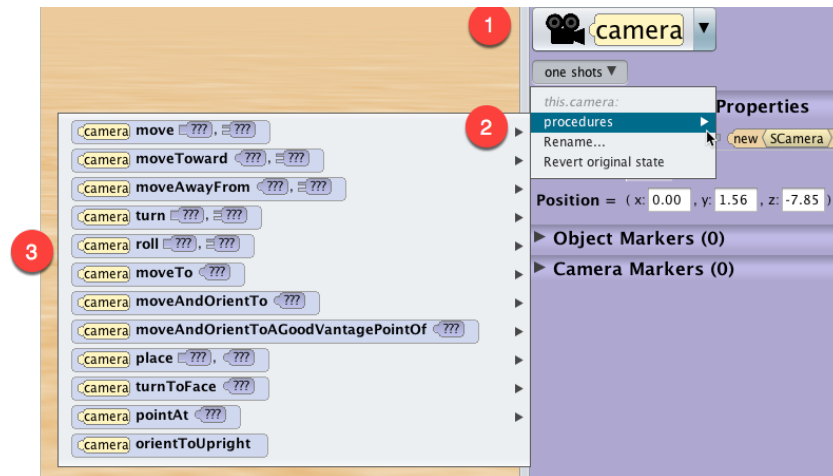 1
camera
one shots
this.camera:
procedures
Rename...
Revert original state
Properties
new SCamera
Position = ( x: 0.00 , y: 1.56 , z: -7.85 )
Object Markers (0)
Camera Markers (0)
2
3
camera move ???, ???
camera moveToward ???, ???
camera moveAwayFrom ???, ???
camera turn ???, ???
camera roll ???, ???
camera moveTo ???
camera moveAndOrientTo ???
camera moveAndOrientToAGoodVantagePointOf ???
camera place ???, ???
camera turnToFace ???
camera pointAt ???
camera orientToUpright